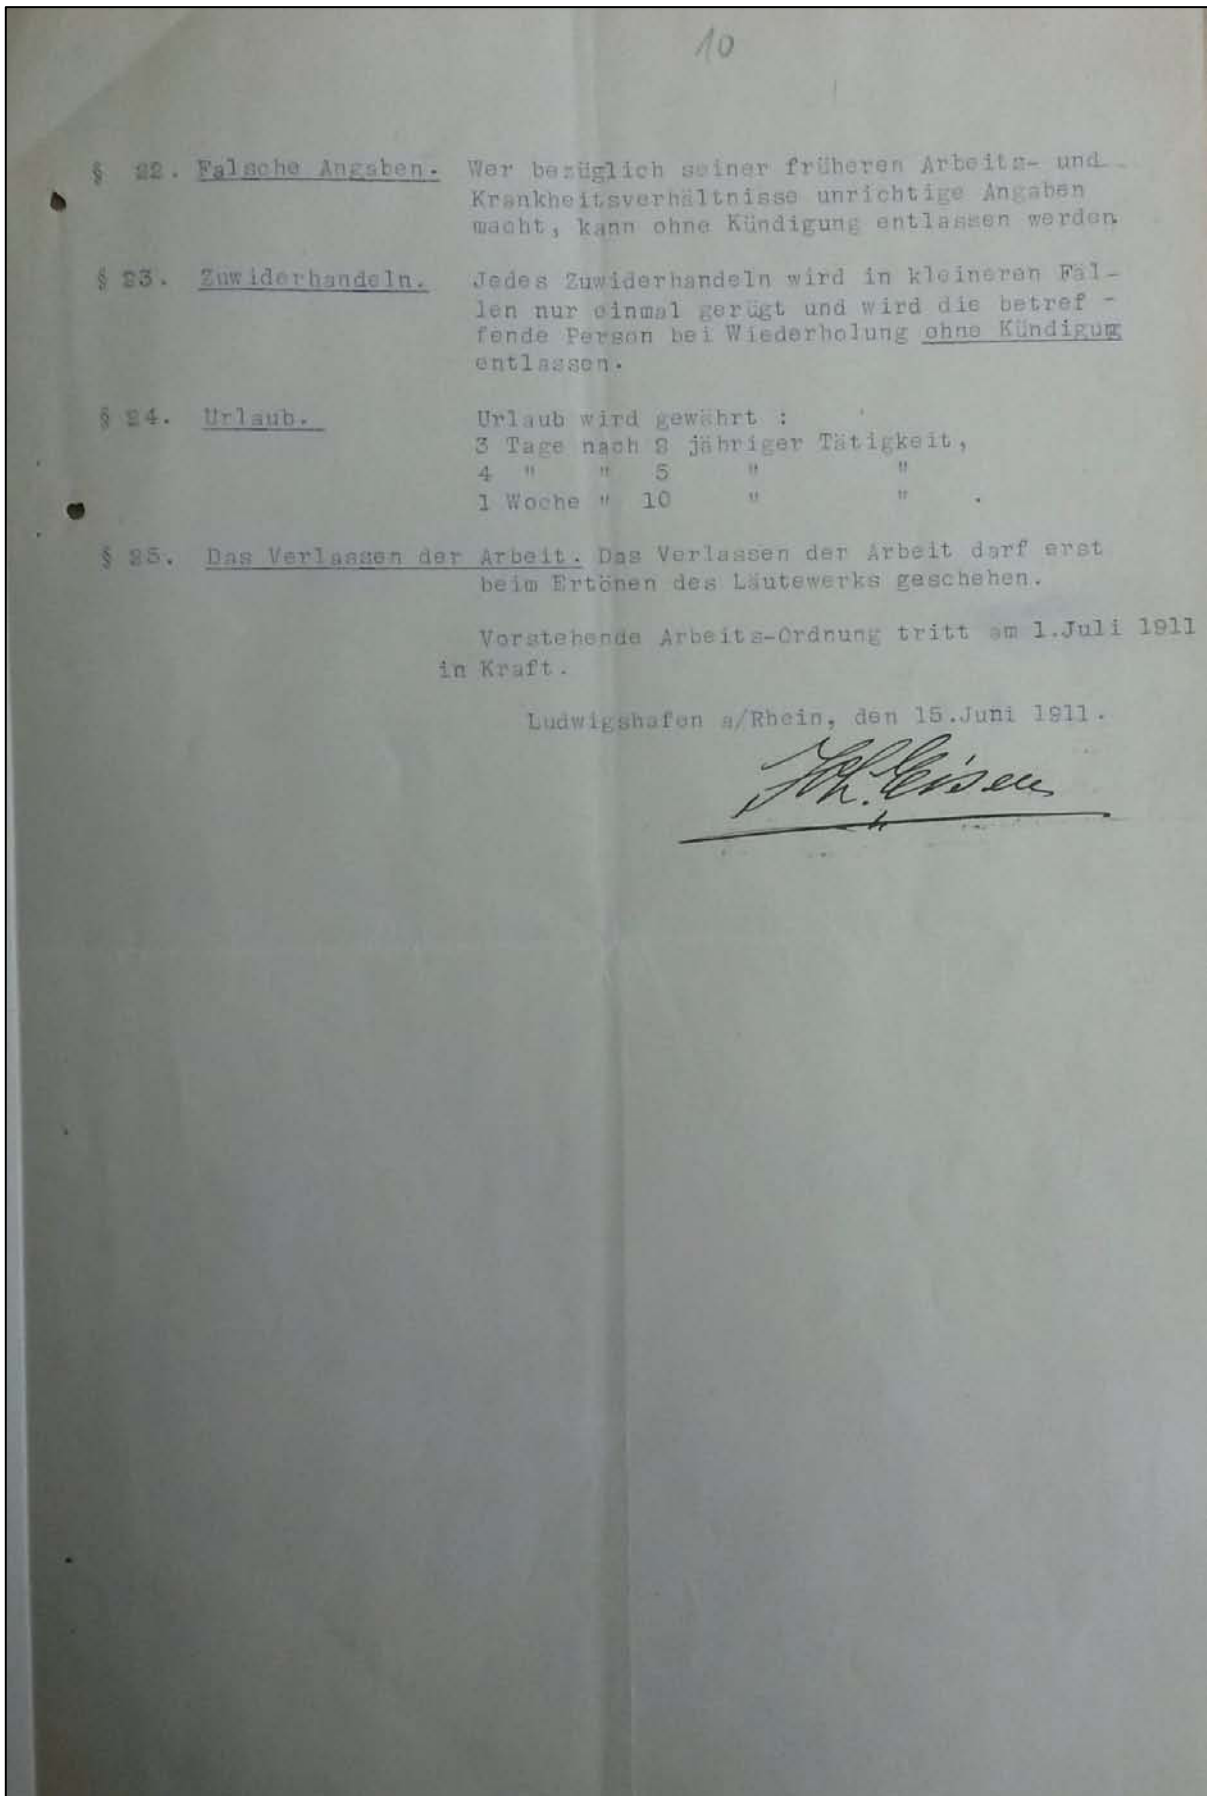 10
§ 22. Falsche Angaben. Wer bezüglich seiner früheren Arbeits- und
Krankheitsverhältnisse unrichtige Angaben
macht, kann ohne Kündigung entlassen werden
§ 23. Zuwiderhandeln. Jedes Zuwiderhandeln wird in kleineren Fäl-
len nur einmal gerügt und wird die betref -
fende Person bei Wiederholung ohne Kündigung
entlassen.
§ 24. Urlaub. Urlaub wird gewährt :
3 Tage nach 2 jähriger Tätigkeit,
4 " " 5 " "
1 Woche " 10 " " .
§ 25. Das Verlassen der Arbeit. Das Verlassen der Arbeit darf erst
beim Ertönen des Läutewerks geschehen.
Vorstehende Arbeits-Ordnung tritt am 1.Juli 1911
in Kraft.
Ludwigshafen a/Rhein, den 15.Juni 1911.
Joh. Eisen